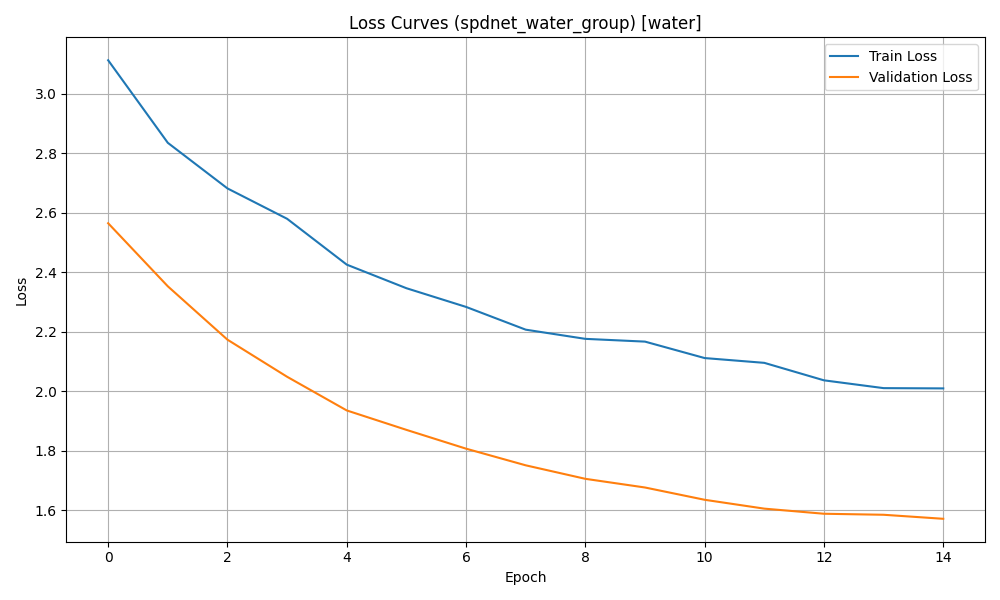 Loss Curves (spdnet_water_group) [water]
Train Loss
Validation Loss
3.0
2.8
2.6
2.4
2.2
2.0
1.8
1.6
Loss
0 2 4 6 8 10 12 14
Epoch